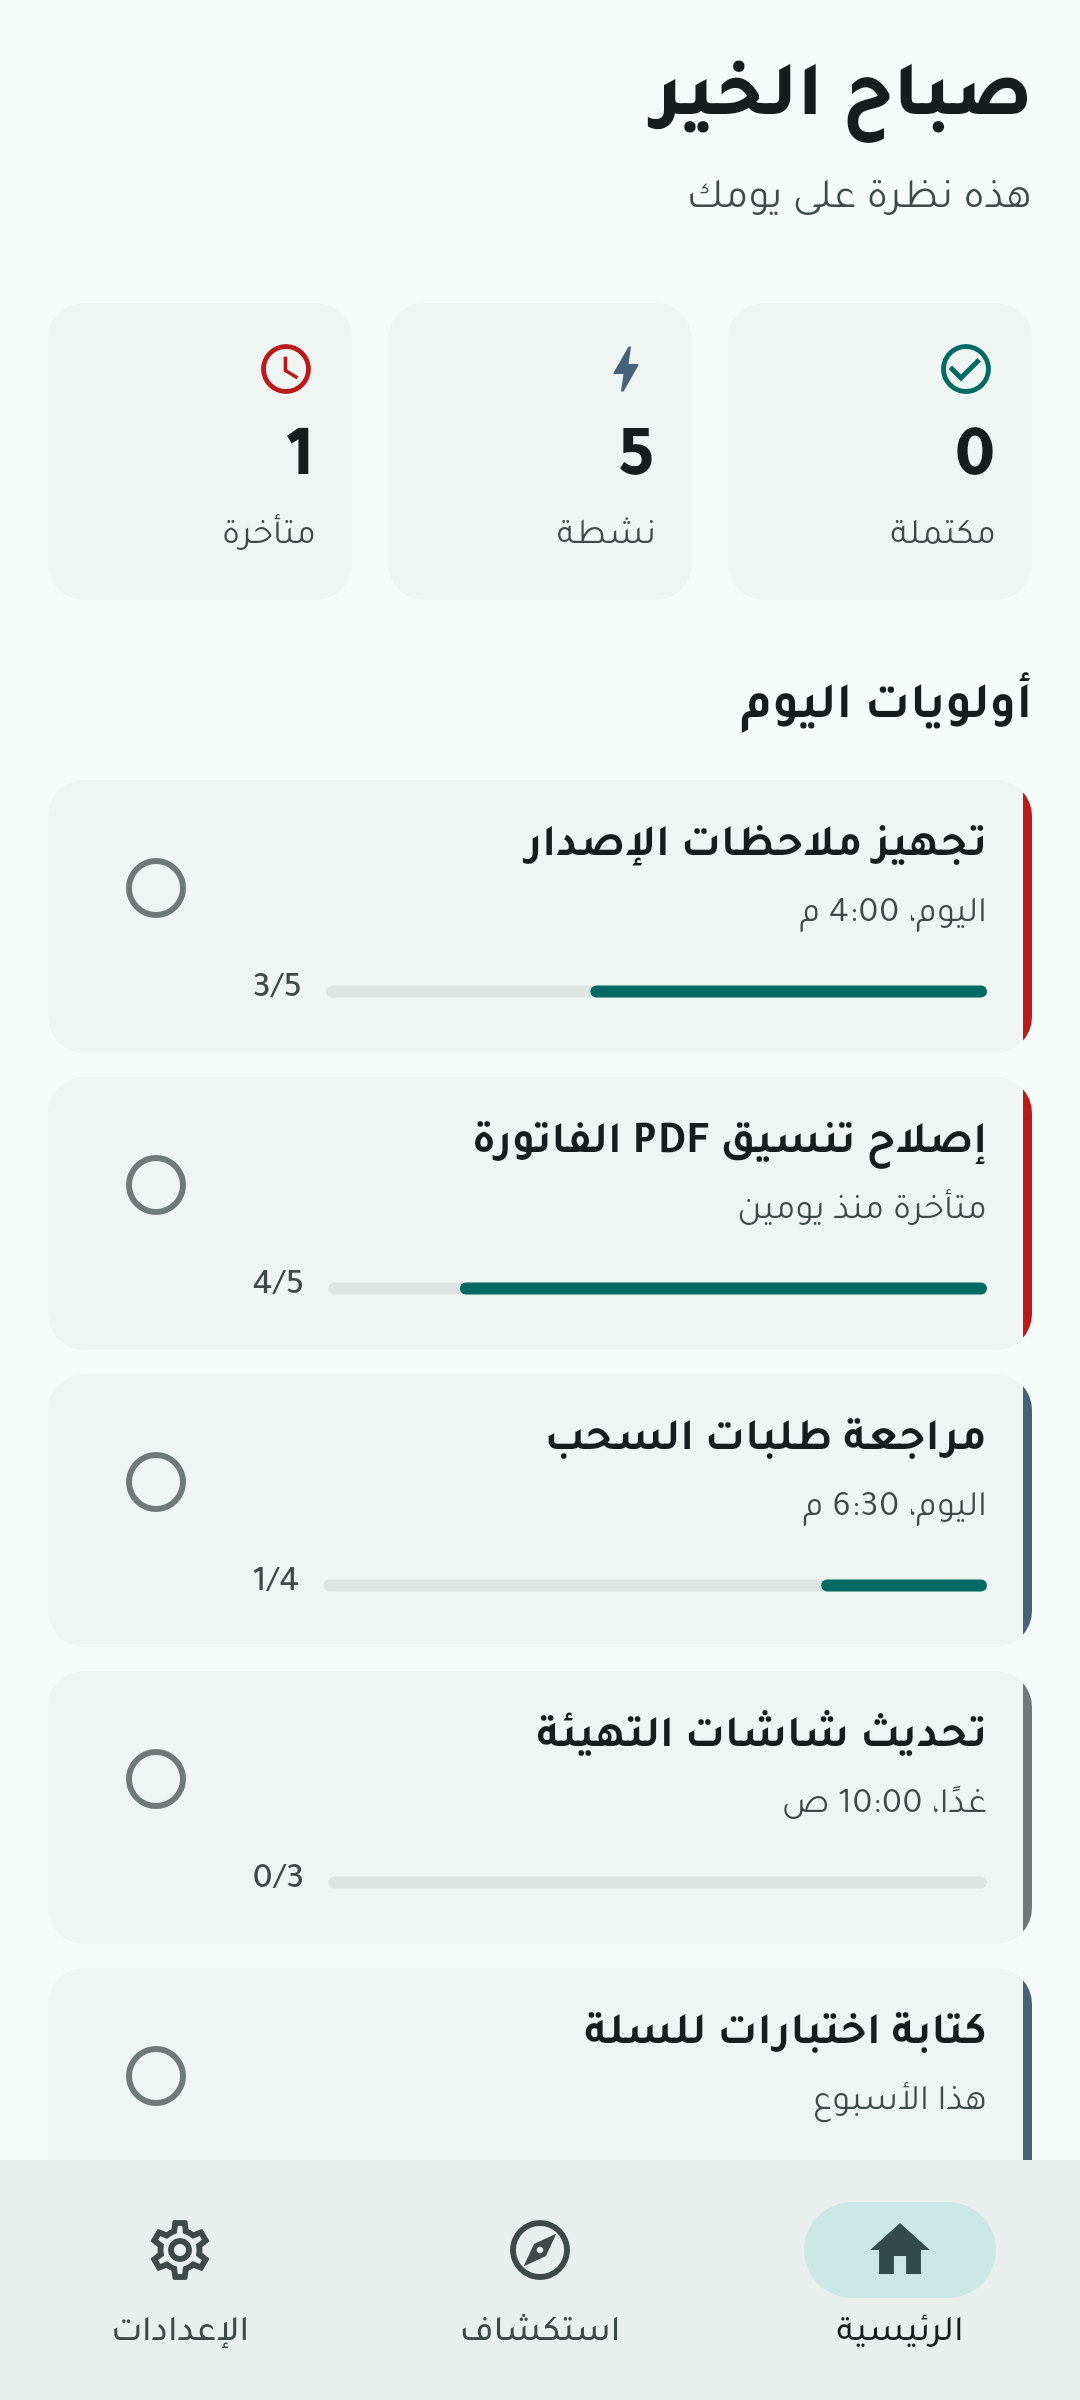 صباح الخير
هذه نظرة على يومك
0
مكتملة
5
نشطة
1
متأخرة
أولويات اليوم
تجهيز ملاحظات الإصدار
اليوم، 4:00 م
3/5
إصلاح تنسيق PDF الفاتورة
متأخرة منذ يومين
4/5
مراجعة طلبات السحب
اليوم، 6:30 م
1/4
تحديث شاشات التهيئة
غدًا، 10:00 ص
0/3
كتابة اختبارات للسلة
هذا الأسبوع
الرئيسية
استكشاف
الإعدادات